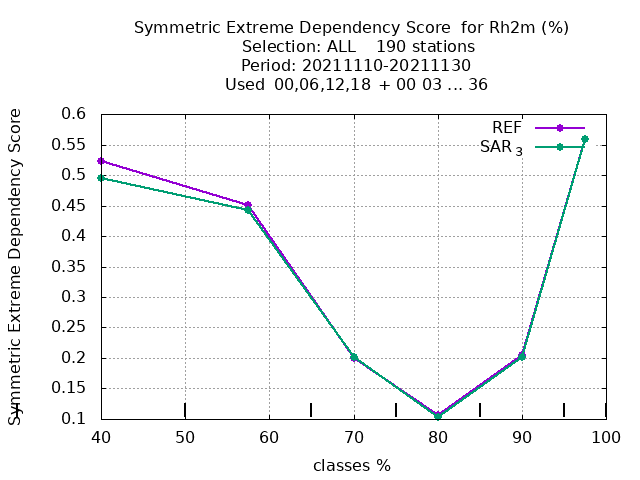 Symmetric Extreme Dependency Score  for Rh2m (%)
Selection: ALL    190 stations
Period: 20211110-20211130
Used  00,06,12,18 + 00 03 ... 36
Symmetric Extreme Dependency Score
0.6
0.55
0.5
0.45
0.4
0.35
0.3
0.25
0.2
0.15
0.1
REF
SAR 3
40 50 60 70 80 90 100
classes %